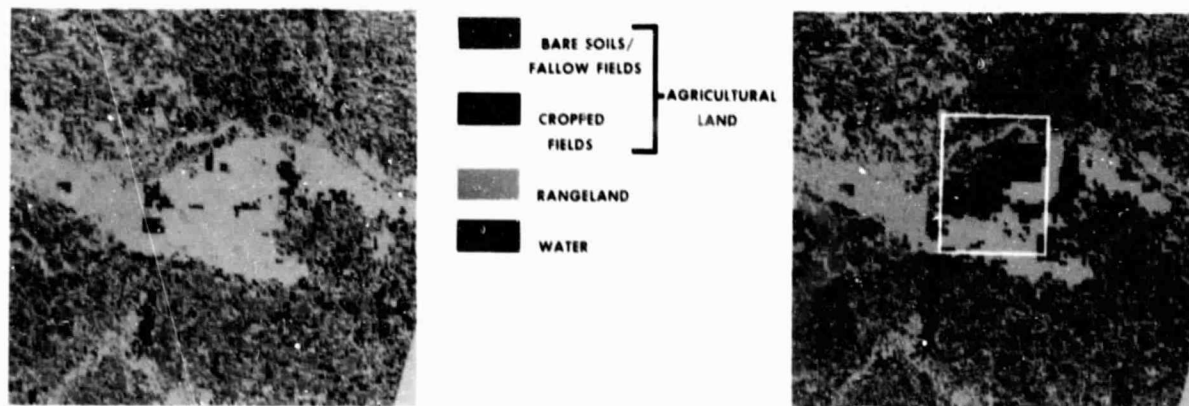 BARE SOILS/
FALLOW FIELDS
AGRICULTURAL
LAND
CROPPED
FIELDS
RANGELAND
WATER